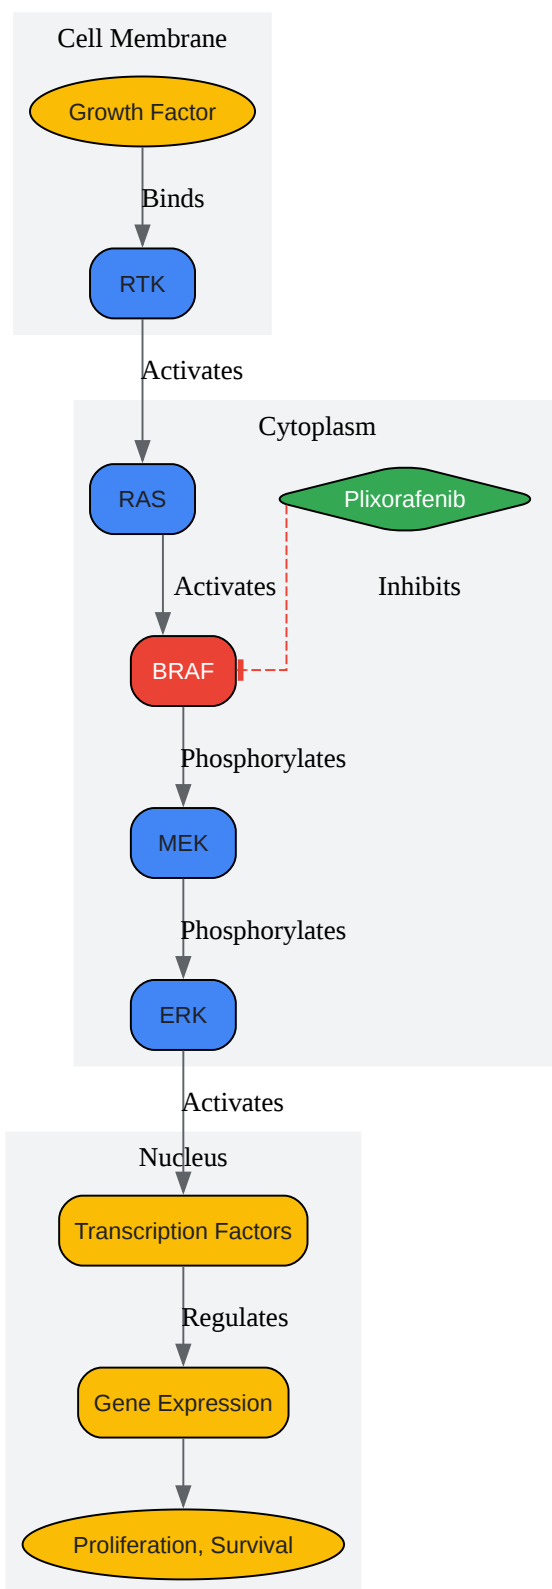 Cell Membrane
Growth Factor
Binds
RTK
Activates
Cytoplasm
RAS
Plixorafenib
Activates
Inhibits
BRAF
Phosphorylates
MEK
Phosphorylates
ERK
Activates
Nucleus
Transcription Factors
Regulates
Gene Expression
Proliferation, Survival